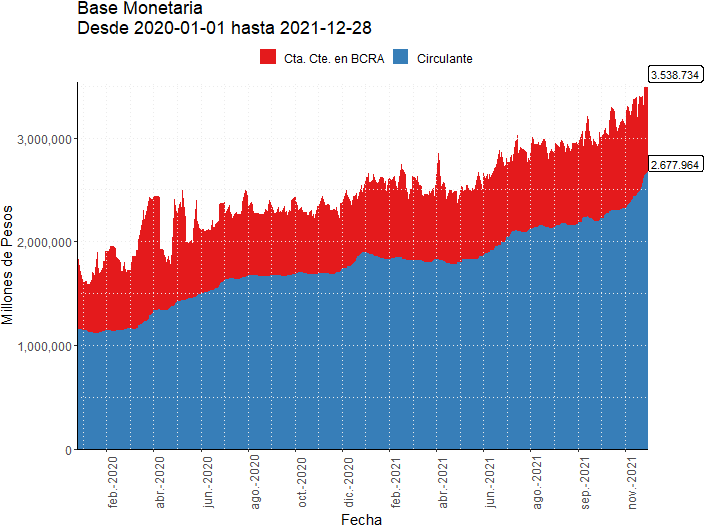 Base Monetaria
Desde 2020-01-01 hasta 2021-12-28
Cta. Cte. en BCRA Circulante
3.538.734
3,000,000
2.677.964
2,000,000
1,000,000
0
Millones de Pesos
feb.-2020 abr.-2020 jun.-2020 ago.-2020 oct.-2020 dic.-2020 feb.-2021 abr.-2021 jun.-2021 ago.-2021 sep.-2021 nov.-2021
Fecha